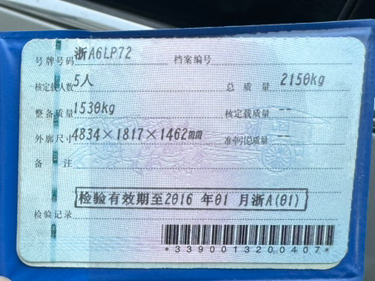 号牌号码 浙A6LP72 档案编号
核定载人数 5人 总质量 2150kg
整备质量 1530kg 核定载质量 --
外廓尺寸 4834×1817×1462mm 准牵引总质量 --
备注
检验有效期至2016 年01 月浙A(01)
检验记录
*3390013200407*